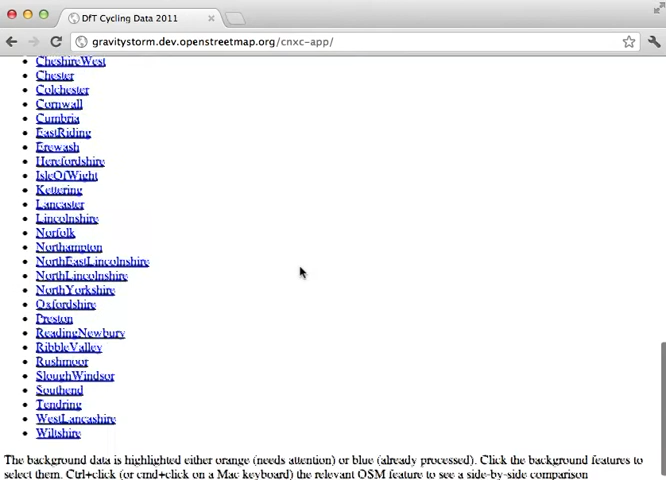 DfT Cycling Data 2011
gravitystorm.dev.openstreetmap.org/cnxc-app/
CheshireWest
Chester
Colchester
Cornwall
Cumbria
EastRiding
Erewash
Herefordshire
IsleOfWight
Kettering
Lancaster
Lincolnshire
Norfolk
Northampton
NorthEastLincolnshire
NorthLincolnshire
NorthYorkshire
Oxfordshire
Preston
ReadingNewbury
RibbleValley
Rushmoor
SloughWindsor
Southend
Tendring
WestLancashire
Wiltshire
The background data is highlighted either orange (needs attention) or blue (already processed). Click the background features to
select them. Ctrl+click (or cmd+click on a Mac keyboard) the relevant OSM feature to see a side-by-side comparison